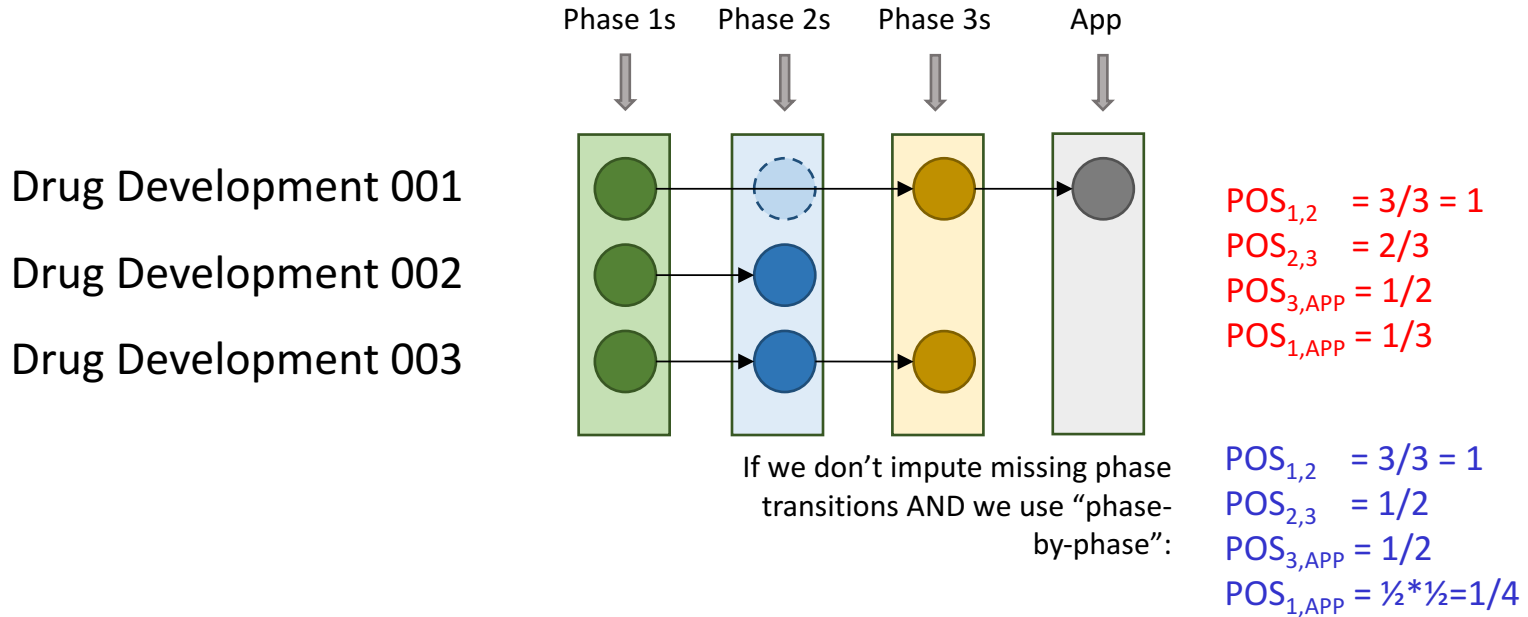 Phase 1s Phase 2s Phase 3s App
Drug Development 001
Drug Development 002
Drug Development 003
POS1,2 = 3/3 = 1
POS2,3 = 2/3
POS3,APP = 1/2
POS1,APP = 1/3
If we don’t impute missing phase
transitions AND we use “phase-
by-phase”:
POS1,2 = 3/3 = 1
POS2,3 = 1/2
POS3,APP = 1/2
POS1,APP = ½*½=1/4